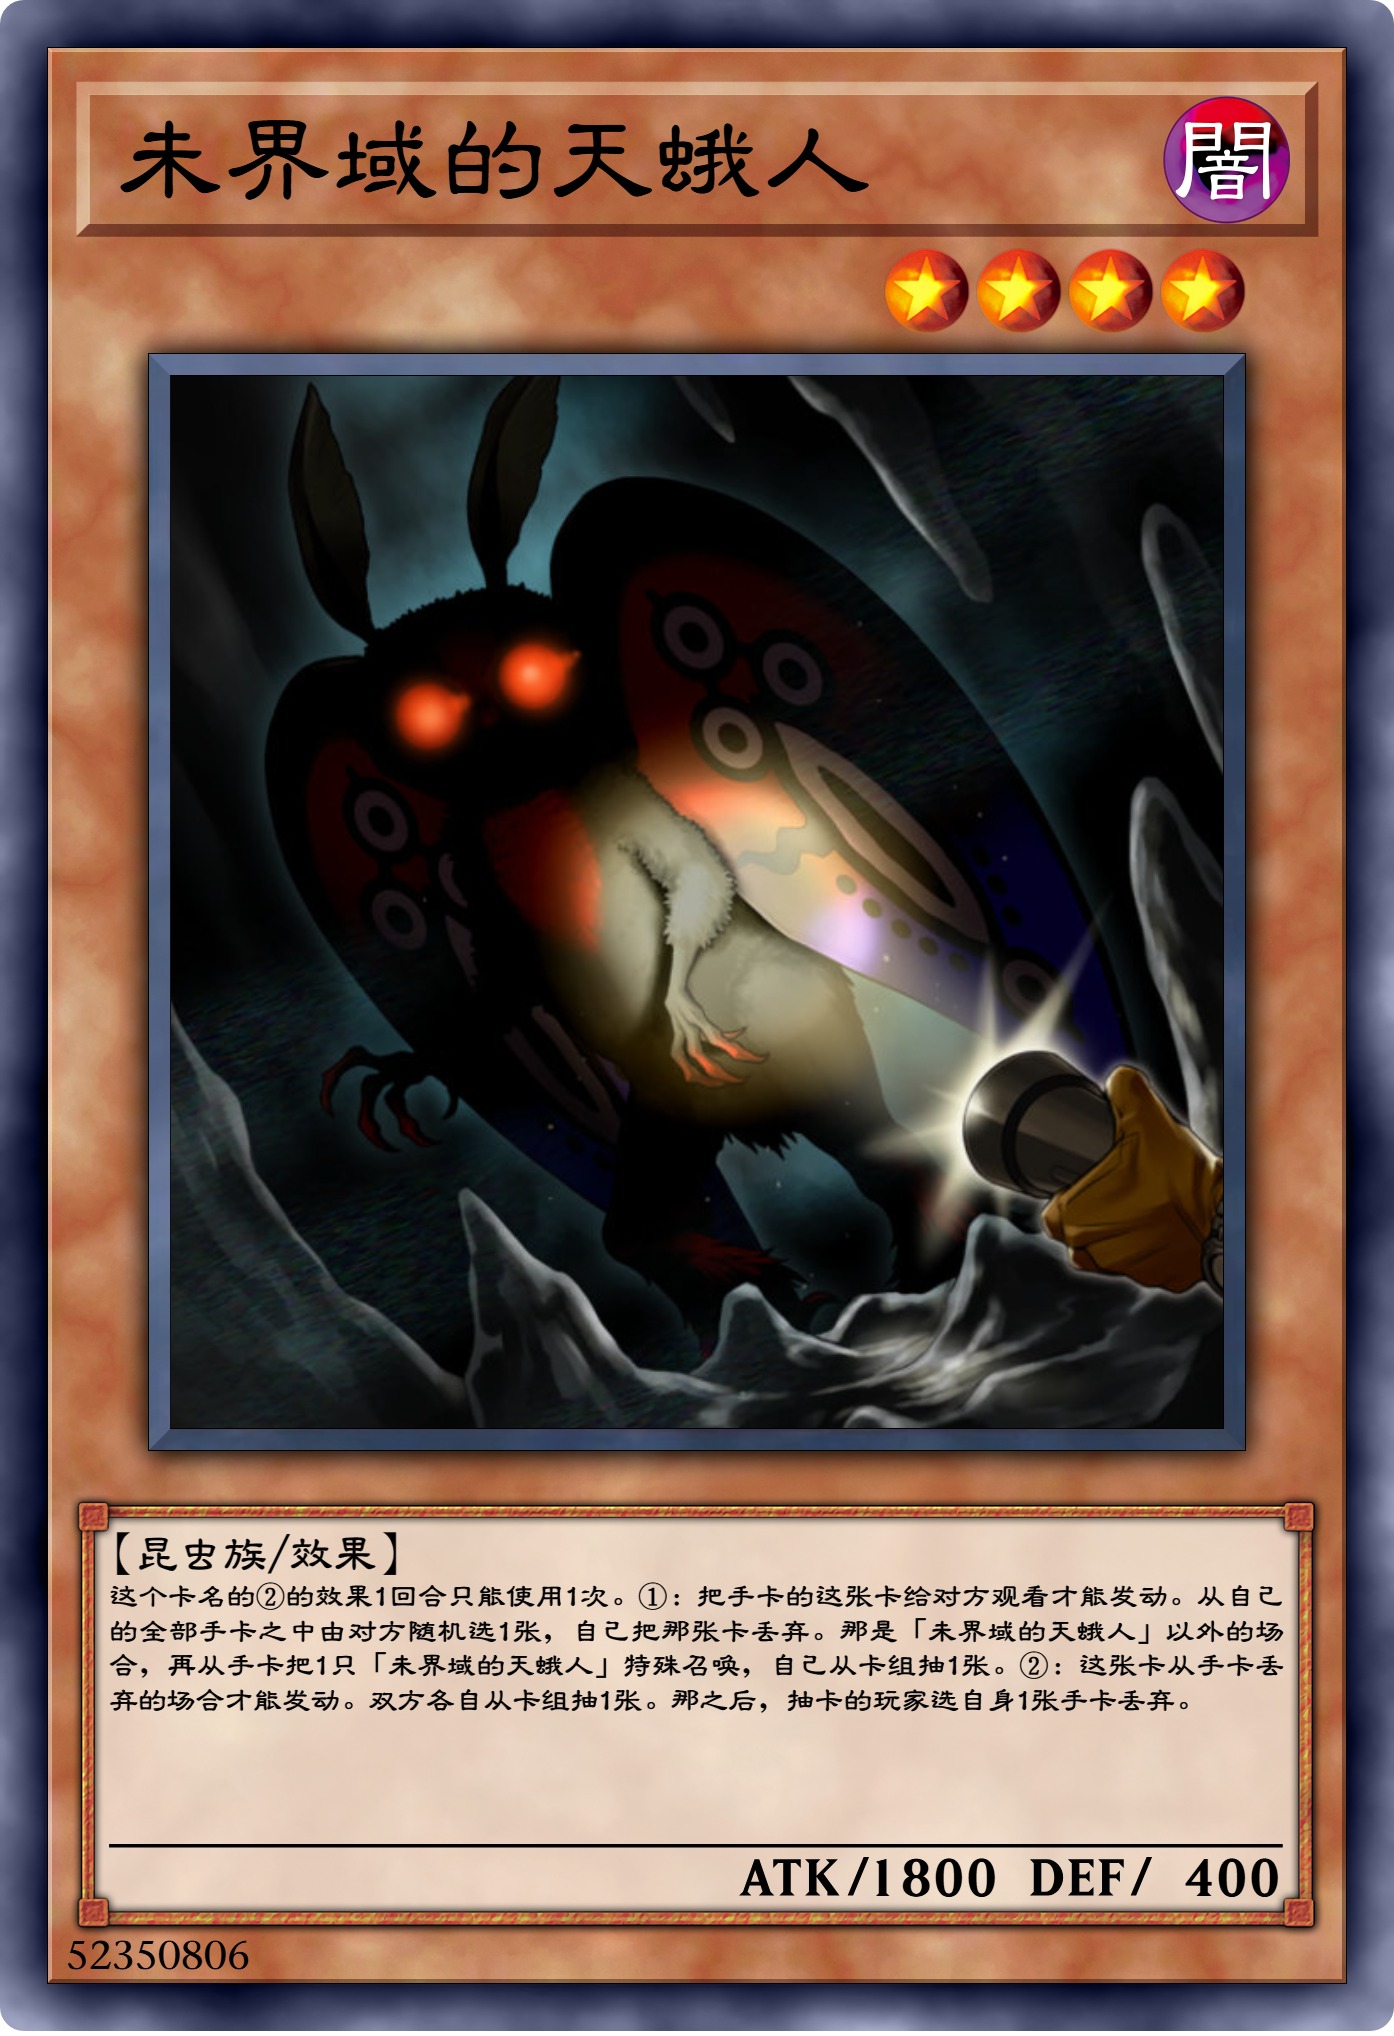 未界域的天蛾人
闇
【昆虫族/效果】
这个卡名的②的效果1回合只能使用1次。①：把手卡的这张卡给对方观看才能发动。从自己
的全部手卡之中由对方随机选1张，自己把那张卡丢弃。那是「未界域的天蛾人」以外的场
合，再从手卡把1只「未界域的天蛾人」特殊召唤，自己从卡组抽1张。②：这张卡从手卡丢
弃的场合才能发动。双方各自从卡组抽1张。那之后，抽卡的玩家选自身1张手卡丢弃。
ATK/1800 DEF/ 400
52350806